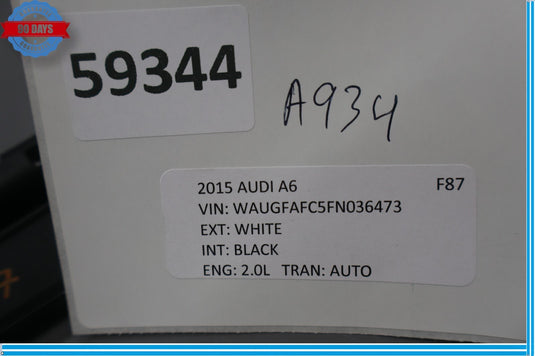 90 DAYS
59344
A934
2015 AUDI A6 F87
VIN: WAUGFAFC5FN036473
EXT: WHITE
INT: BLACK
ENG: 2.0L TRAN: AUTO
7